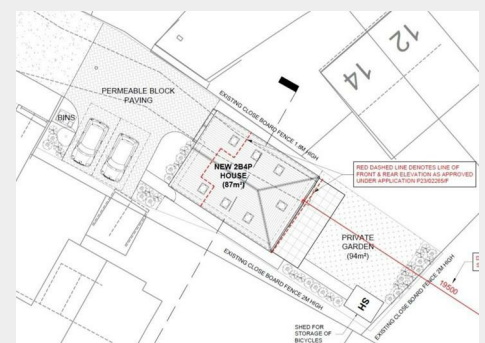 12
14
PERMEABLE BLOCK
PAVING
BINS
EXISTING CLOSE BOARD FENCE 1.8M HIGH
NEW 2B4P
HOUSE
(87m²)
RED DASHED LINE DENOTES LINE OF
FRONT & REAR ELEVATION AS APPROVED
UNDER APPLICATION P23/02265/F
PRIVATE
GARDEN
(94m²)
19500
EXISTING CLOSE BOARD FENCE 2M HIGH
EXISTING CLOSE BOARD FENCE 2M HIGH
SH
SHED FOR
STORAGE OF
BICYCLES